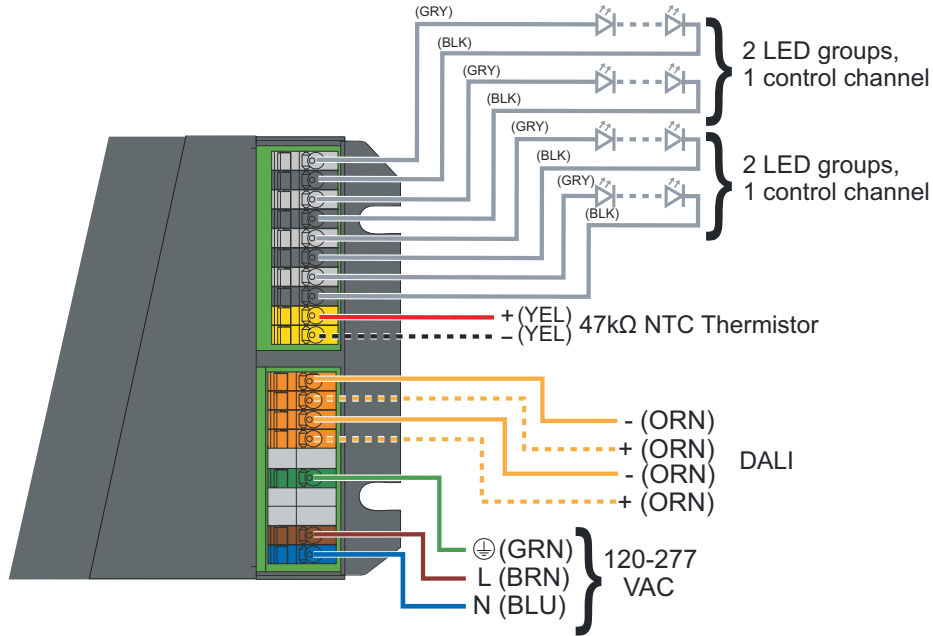 (GRY)
(BLK)
2 LED groups,
1 control channel
(GRY)
(BLK)
(GRY)
(BLK)
2 LED groups,
1 control channel
(GRY)
(BLK)
+ (YEL)
– (YEL)
47kΩ NTC Thermistor
- (ORN)
+ (ORN)
- (ORN)
+ (ORN)
DALI
(GRN)
L (BRN)
N (BLU)
120-277
VAC